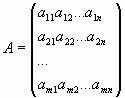 A = ( a₁₁a₁₂...a₁ₙ
a₂₁a₂₂...a₂ₙ
...
aₘ₁aₘ₂...aₘₙ )